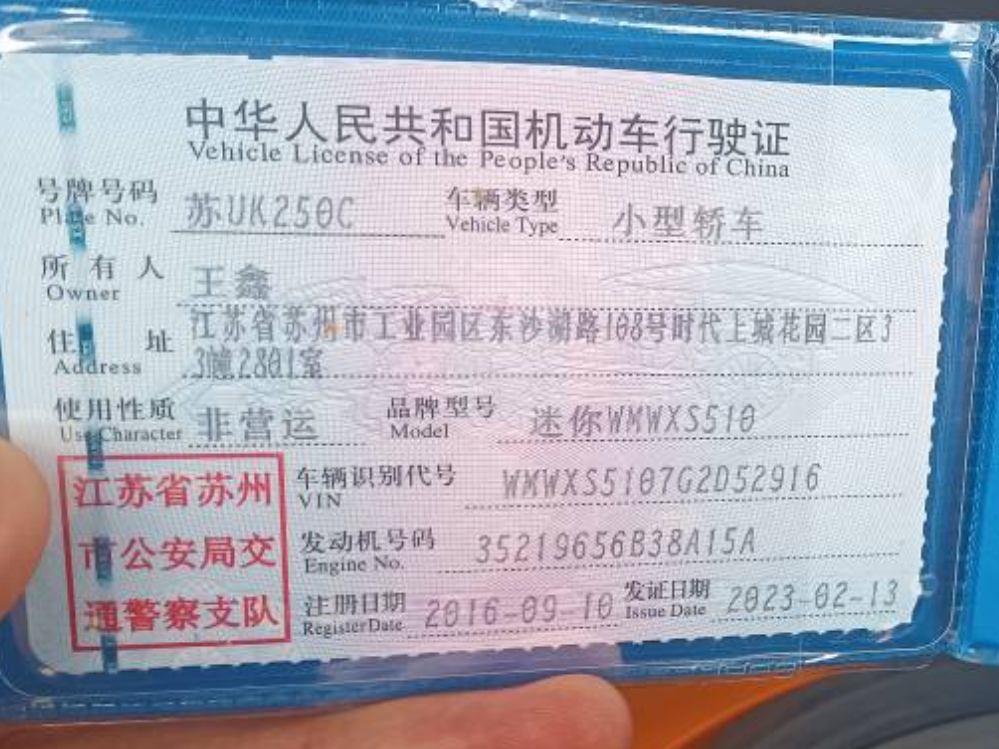 中华人民共和国机动车行驶证
Vehicle License of the People's Republic of China
号牌号码 苏UK250C 车辆类型 小型轿车
Plate No. Vehicle Type
所有人 王鑫
Owner
住址 江苏省苏州市工业园区东沙湖路108号时代上城花园二区3
Address 3幢2801室
使用性质 非营运 品牌型号 迷你WMWXS510
Use Character Model
江苏省苏州 车辆识别代号 WMWXS5107G2D52916
VIN
市公安局交 发动机号码 35219656B38A15A
Engine No.
通警察支队 注册日期 2016-09-10 发证日期 2023-02-13
Register Date Issue Date